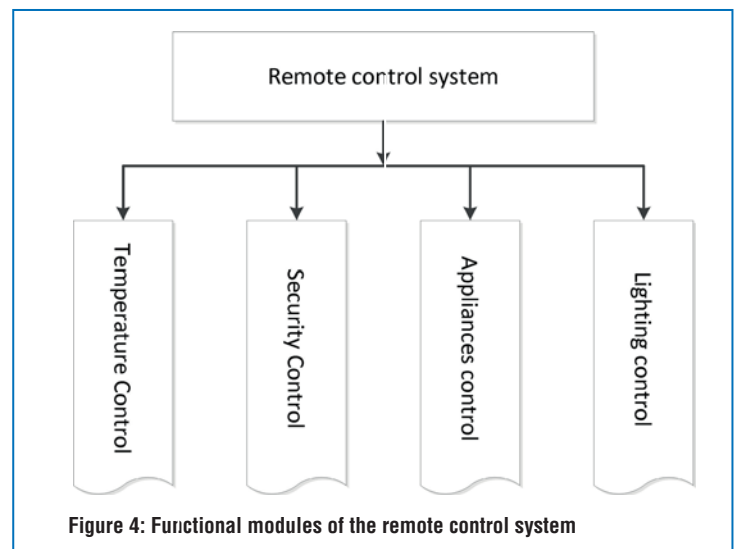 Remote control system
Temperature Control
Security Control
Appliances control
Lighting control
Figure 4: Functional modules of the remote control system